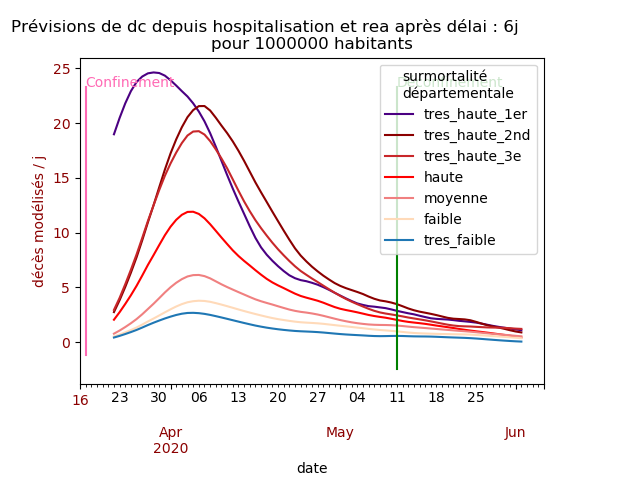 Prévisions de dc depuis hospitalisation et rea après délai : 6j
pour 1000000 habitants
Confinement
Déconfinement
surmortalité
départementale
tres_haute_1er
tres_haute_2nd
tres_haute_3e
haute
moyenne
faible
tres_faible
décès modélisés / j
25
20
15
10
5
0
16 23 30 06 13 20 27 04 11 18 25
Apr May Jun
2020
date